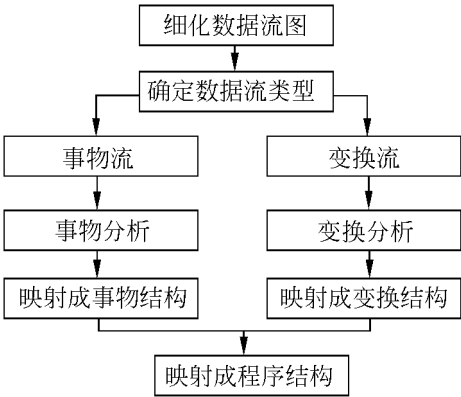 细化数据流图
确定数据流类型
事物流
变换流
事物分析
变换分析
映射成事物结构
映射成变换结构
映射成程序结构